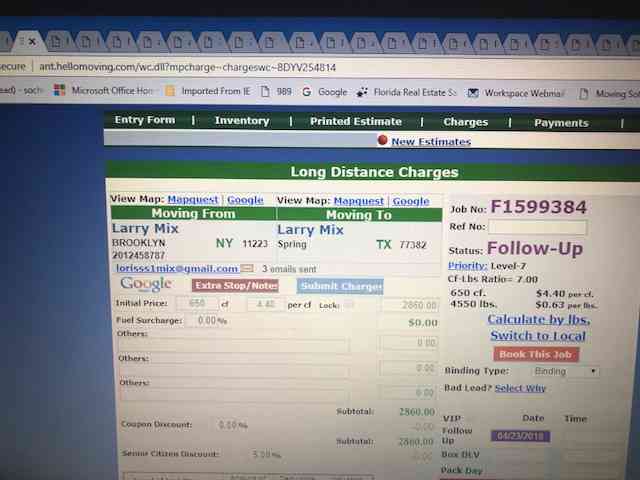 ecure | ant.hellomoving.com/wc.dll?mpcharge~chargeswc~8DYV254814
ead) - soch Microsoft Office Hom Imported From IE 989 Google Florida Real Estate Sa Workspace Webmail Moving Sol
Entry Form | Inventory | Printed Estimate | Charges | Payments |
New Estimates
Long Distance Charges
View Map: Mapquest | Google View Map: Mapquest | Google
Moving From Moving To
Larry Mix Larry Mix
BROOKLYN NY 11223 Spring TX 77382
2012458787
lorisss1mix@gmail.com 3 emails sent
Google Extra Stop/Notes Submit Charges
Initial Price: 650 cf 4.40 per cf Lock: 2860.00
Fuel Surcharge: 0.00% $0.00
Others:
0.00
Others:
0.00
Others:
0.00
Subtotal: 2860.00
Coupon Discount: 0.00% -0.00
Subtotal: 2860.00
Senior Citizen Discount: 5.00% -0.00
Job No: F1599384
Ref No:
Status: Follow-Up
Priority: Level-7
Cf-Lbs Ratio= 7.00
650 cf. $4.40 per cf.
4550 lbs. $0.63 per lbs.
Calculate by lbs.
Switch to Local
Book This Job
Binding Type: Binding
Bad Lead? Select Why
VIP Date Time
Follow Up 04/23/2018
Box DLV
Pack Day